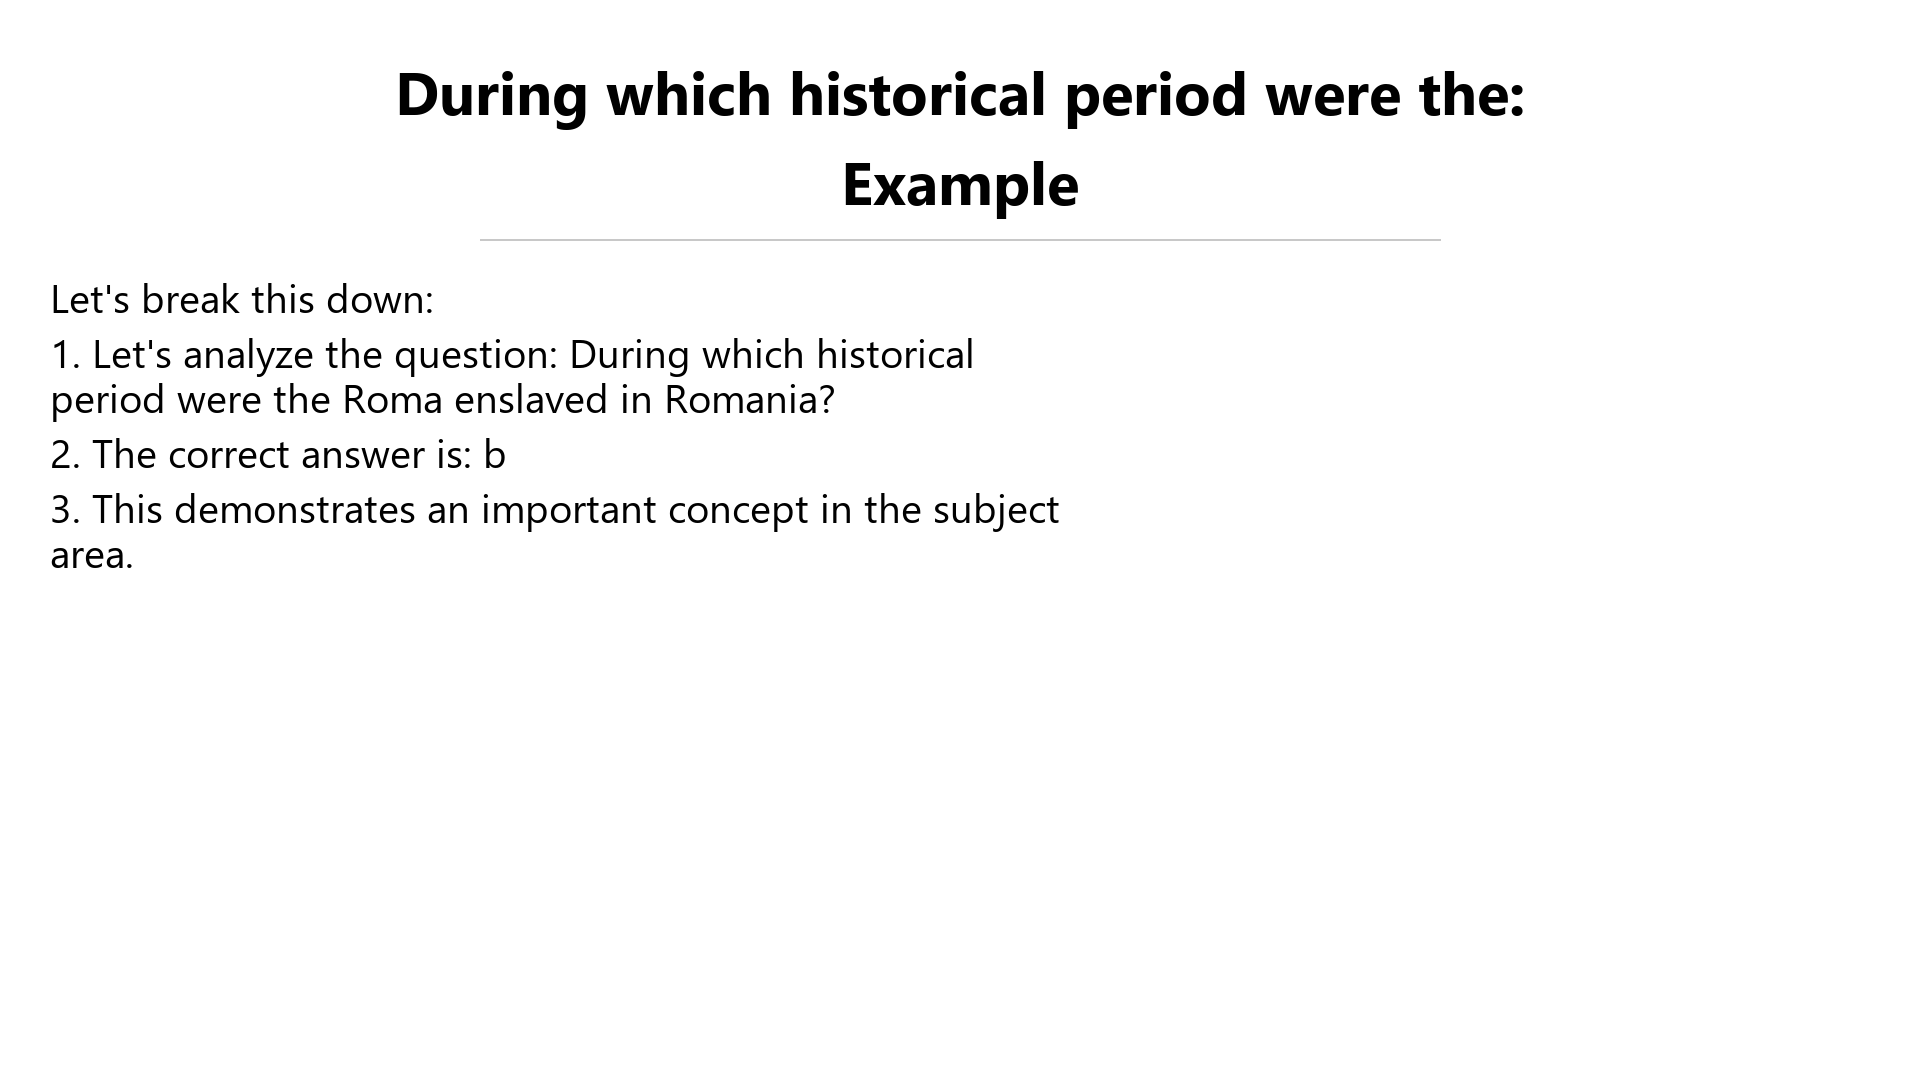 During which historical period were the:
Example
Let's break this down:
1. Let's analyze the question: During which historical
period were the Roma enslaved in Romania?
2. The correct answer is: b
3. This demonstrates an important concept in the subject
area.